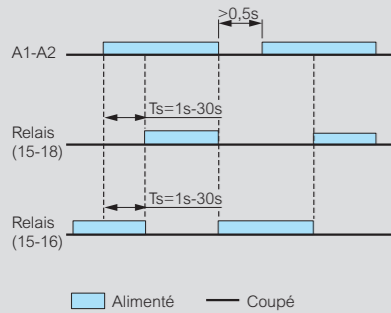 >0,5s
A1-A2
Ts=1s-30s
Relais
(15-18)
Ts=1s-30s
Relais
(15-16)
Alimenté
Coupé